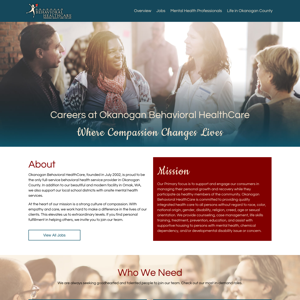 OKANOGAN
BEHAVIORAL
HEALTHCARE
Overview Jobs Mental Health Professionals Life in Okanogan County
Careers at Okanogan Behavioral HealthCare
Where Compassion Changes Lives
About
Okanogan Behavioral HealthCare, founded in July 2002, is proud to be
the only full service behavioral health service provider in Okanogan
County. In addition to our beautiful and modern facility in Omak, WA,
we also support our local school districts with onsite mental health
services.
At the heart of our mission is a strong culture of compassion. With
empathy and care, we work hard to make a difference in the lives of our
clients. This elevates us to extraordinary levels. If you find personal
fulfillment in helping others, we invite you to join our team.
View All Jobs
Mission
Our Primary focus is to support and engage our consumers in
managing their personal growth and recovery while they
participate as healthy members of the community. Okanogan
Behavioral HealthCare is committed to providing quality
integrated health care to all persons without regard to race, color,
national origin, gender, disability, religion, creed, age or sexual
orientation. We provide counseling, case management, life skills
training, treatment, prevention, education, and assist with
supportive housing to persons with mental health, chemical
dependency, and/or developmental disability issue or concern.
Who We Need
We are always seeking good hearted and talented people to join our team. Check out our most in demand roles.